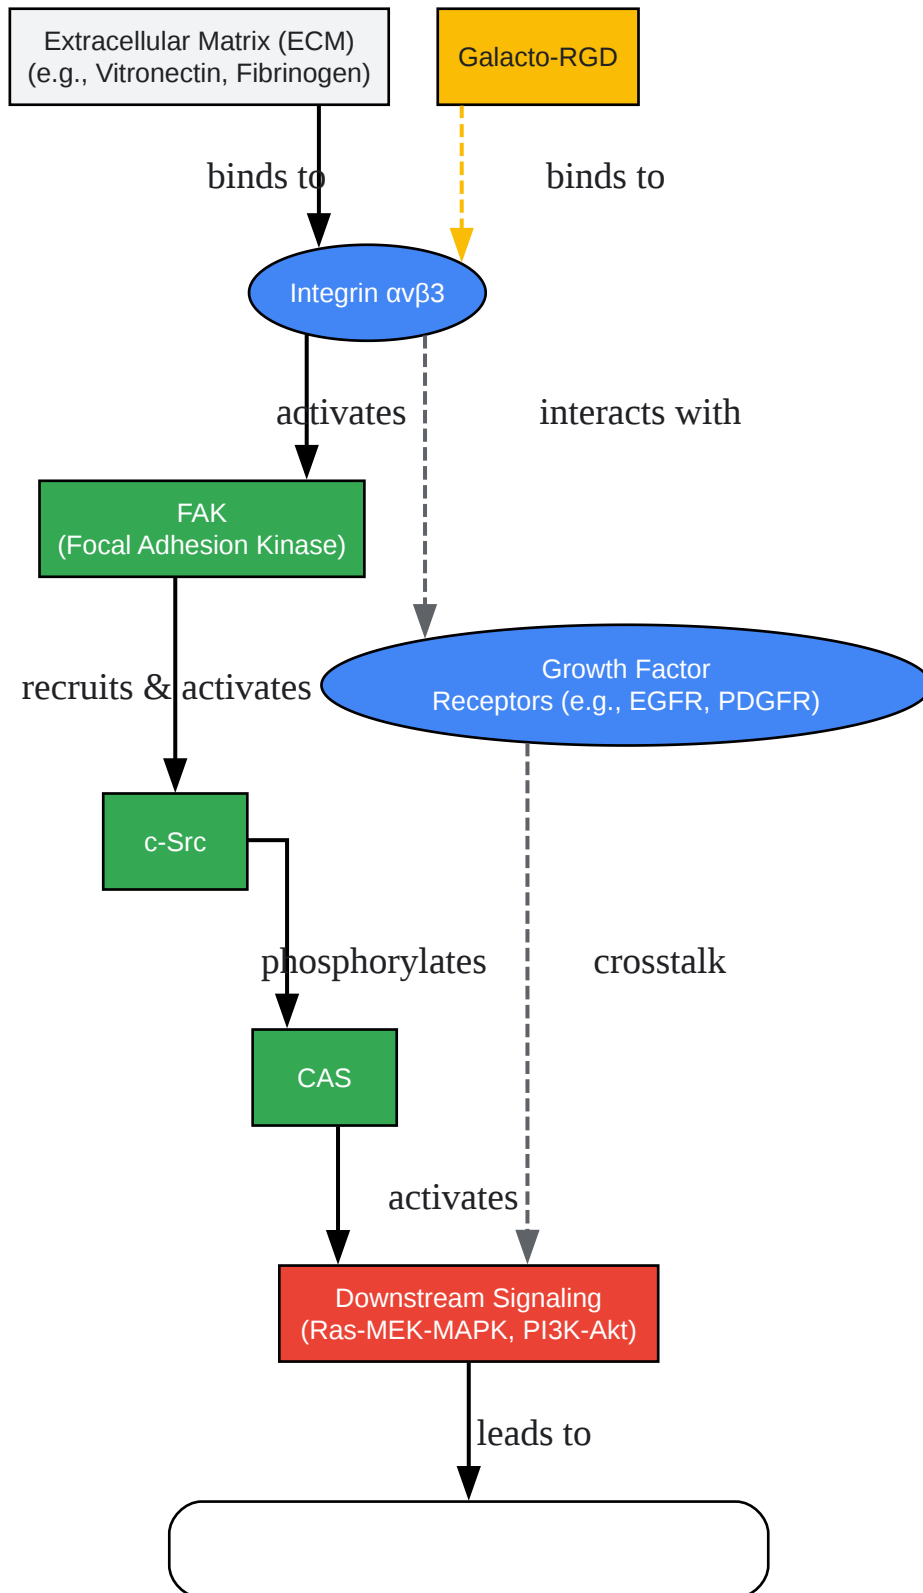 Extracellular Matrix (ECM)
(e.g., Vitronectin, Fibrinogen)
Galacto-RGD
binds to
binds to
Integrin αvβ3
activates
interacts with
FAK
(Focal Adhesion Kinase)
Growth Factor
Receptors (e.g., EGFR, PDGFR)
recruits & activates
c-Src
phosphorylates
crosstalk
CAS
activates
Downstream Signaling
(Ras-MEK-MAPK, PI3K-Akt)
leads to